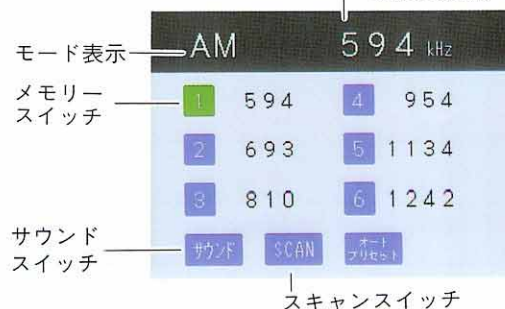 AM 594 kHz
モード表示
メモリー
スイッチ
1 594 4 954
2 693 5 1134
3 810 6 1242
サウンド
スイッチ
サウンド SCAN オート
プリセット
スキャンスイッチ